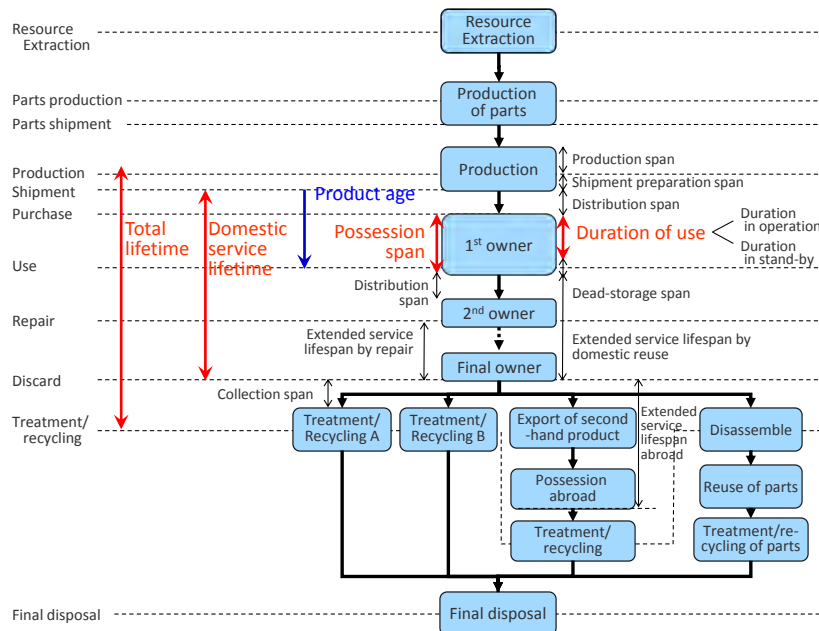 Resource
Extraction
Resource
Extraction
Parts production
Production
of parts
Parts shipment
Production
Production
Production span
Shipment
Shipment preparation span
Product age
Distribution span
Purchase
Total
lifetime
Domestic
service
lifetime
Possession
span
1st owner
Duration of use
Duration
in operation
Duration
in stand-by
Use
Distribution
span
Dead-storage span
2nd owner
Repair
Extended service
lifespan by repair
Extended service lifespan by
domestic reuse
Final owner
Discard
Collection span
Treatment/
recycling
Treatment/
Recycling A
Treatment/
Recycling B
Export of second
-hand product
Extended
service
lifespan
abroad
Disassemble
Possession
abroad
Reuse of parts
Treatment/
recycling
Treatment/re-
cycling of parts
Final disposal
Final disposal